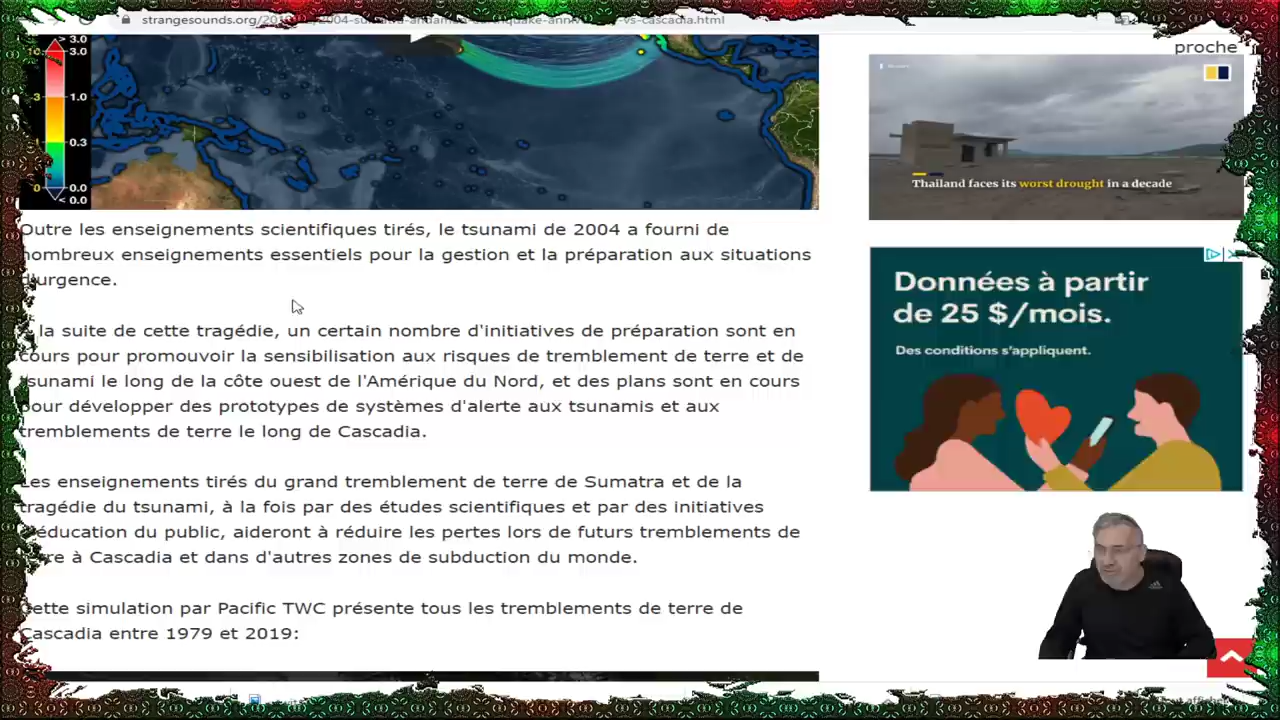 strangesounds.org/20
2004-su
earthquake-ann
vs-cascadia.html
proche
> 3.0
3.0
1.0
0.3
0.0
< 0.0
Thailand faces its worst drought in a decade
Outre les enseignements scientifiques tirés, le tsunami de 2004 a fourni de
nombreux enseignements essentiels pour la gestion et la préparation aux situations
d'urgence.
Données à partir
de 25 $/mois.
Des conditions s'appliquent.
la suite de cette tragédie, un certain nombre d'initiatives de préparation sont en
cours pour promouvoir la sensibilisation aux risques de tremblement de terre et de
tsunami le long de la côte ouest de l'Amérique du Nord, et des plans sont en cours
pour développer des prototypes de systèmes d'alerte aux tsunamis et aux
tremblements de terre le long de Cascadia.
Les enseignements tirés du grand tremblement de terre de Sumatra et de la
tragédie du tsunami, à la fois par des études scientifiques et par des initiatives
d'éducation du public, aideront à réduire les pertes lors de futurs tremblements de
terre à Cascadia et dans d'autres zones de subduction du monde.
Cette simulation par Pacific TWC présente tous les tremblements de terre de
Cascadia entre 1979 et 2019: